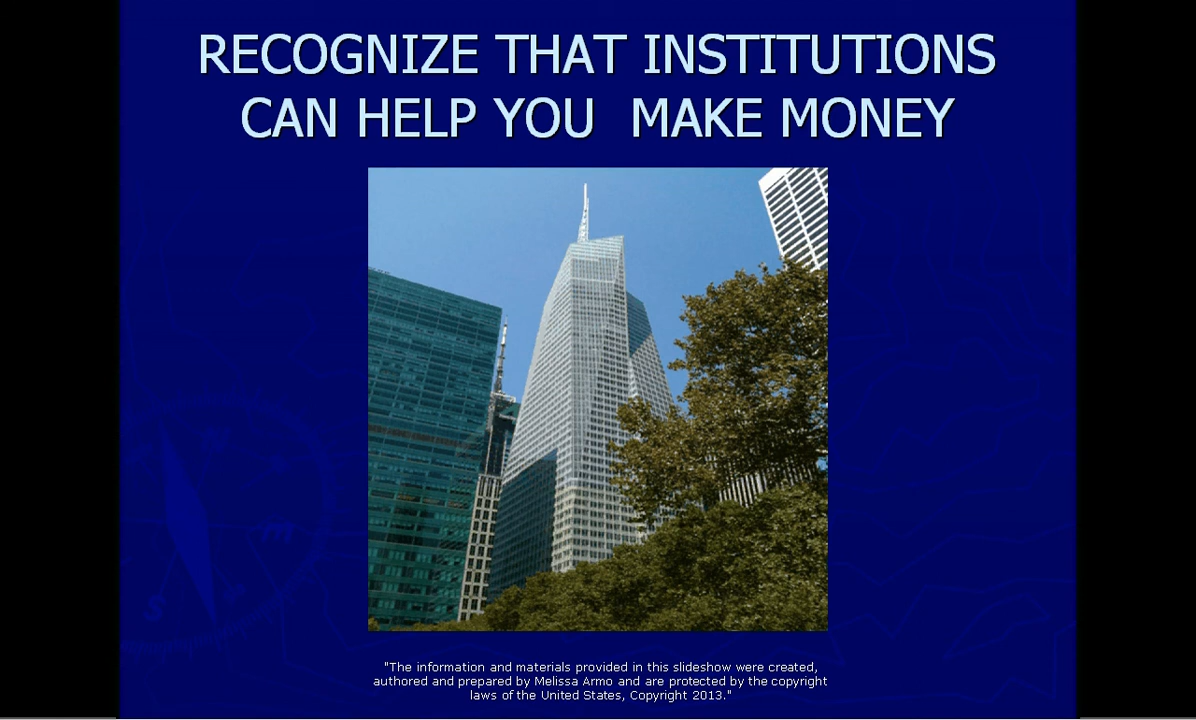 RECOGNIZE THAT INSTITUTIONS
CAN HELP YOU  MAKE MONEY
"The information and materials provided in this slideshow were created,
authored and prepared by Melissa Armo and are protected by the copyright
laws of the United States, Copyright 2013."